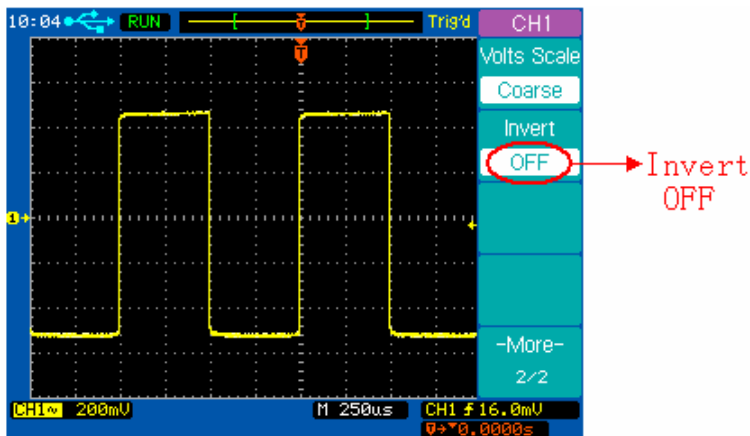 10:04 RUN Trig'd CH1
T
Volts Scale
Coarse
Invert
OFF
Invert
OFF
1
-More-
2/2
CH1~ 200mV M 250us CH1 16.0mV
0.0000s